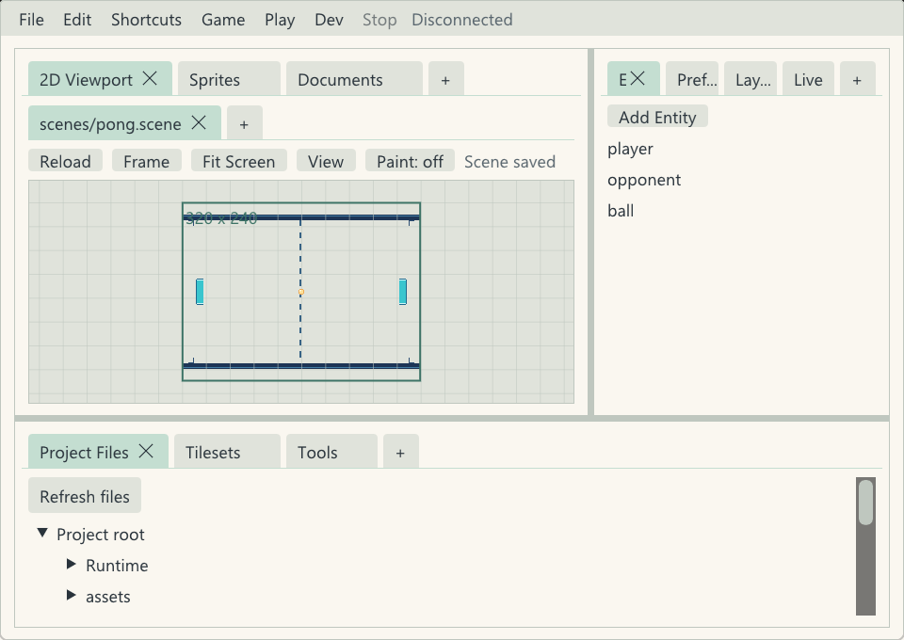 File Edit Shortcuts Game Play Dev Stop Disconnected
2D Viewport Sprites Documents +
scenes/pong.scene +
Reload Frame Fit Screen View Paint: off Scene saved
320 x 240
E Pref... Lay... Live +
Add Entity
player
opponent
ball
Project Files Tilesets Tools +
Refresh files
Project root
Runtime
assets